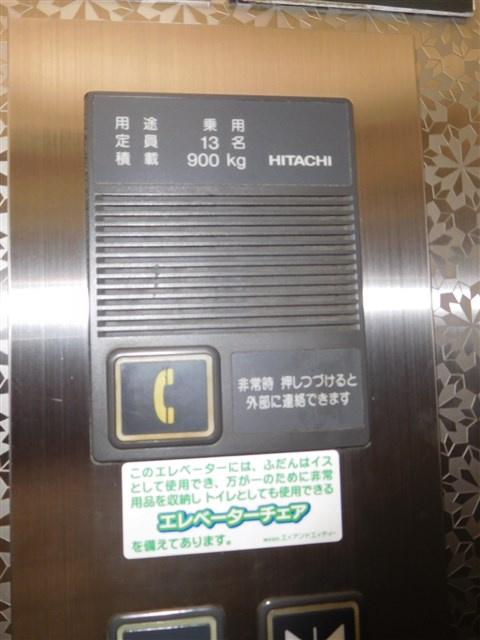 用途 乗用
定員 13名
積載 900 kg HITACHI
非常時 押しつづけると
外部に連絡できます
このエレベーターには、ふだんはイス
として使用でき、万が一のために非常
用品を収納しトイレとしても使用できる
エレベーターチェア
を備えてあります。